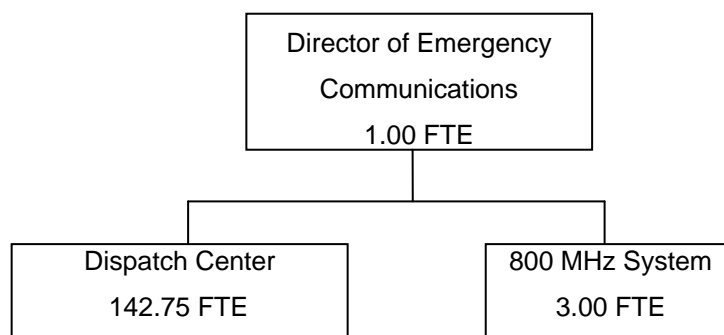 Director of Emergency
Communications
1.00 FTE
Dispatch Center
142.75 FTE
800 MHz System
3.00 FTE